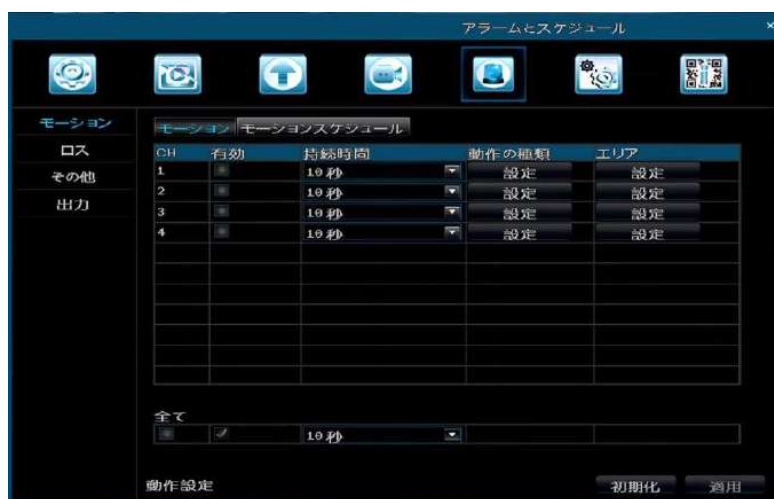 アラームとスケジュール ×
モーション
ロス
その他
出力
モーション モーションスケジュール
CH 有効 持続時間 動作の種類 エリア
1 10秒 設定 設定
2 10秒 設定 設定
3 10秒 設定 設定
4 10秒 設定 設定
全て
10秒
動作設定 初期化 適用